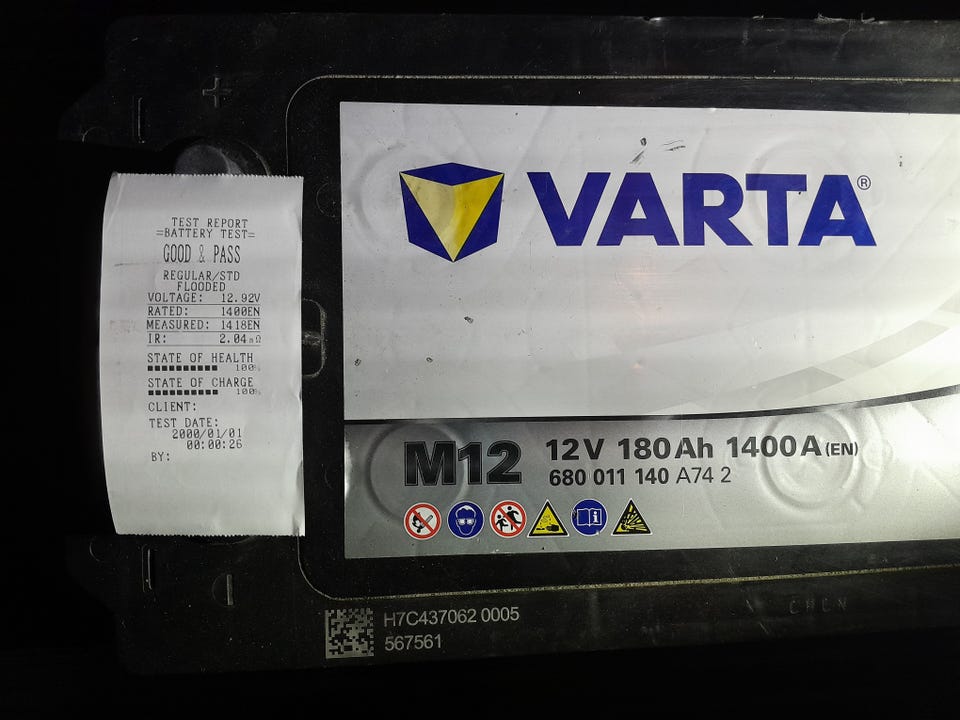 TEST REPORT
=BATTERY TEST=
GOOD & PASS
REGULAR/STD
FLOODED
VOLTAGE: 12.92V
RATED: 1400EN
MEASURED: 1418EN
IR: 2.04mΩ
STATE OF HEALTH
100%
STATE OF CHARGE
100%
CLIENT:
TEST DATE:
2000/01/01
00:00:26
BY:
VARTA®
M12 12V 180Ah 1400A(EN)
680 011 140 A74 2
H7C437062 0005
567561